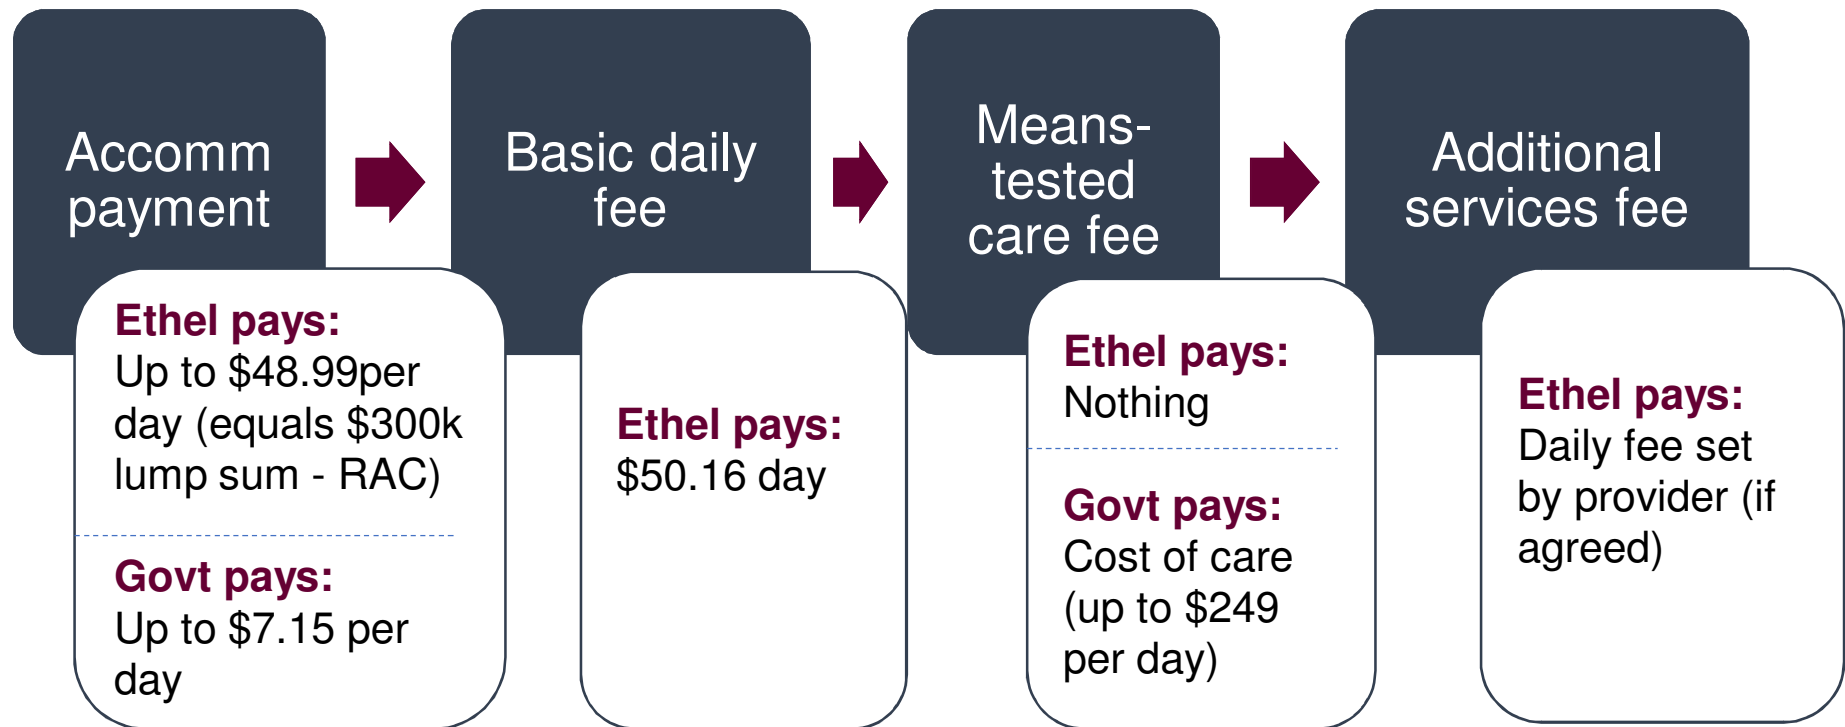 Accomm
payment
Basic daily
fee
Means-
tested
care fee
Additional
services fee
Ethel pays:
Up to $48.99per
day (equals $300k
lump sum - RAC)
Govt pays:
Up to $7.15 per
day
Ethel pays:
$50.16 day
Ethel pays:
Nothing
Govt pays:
Cost of care
(up to $249
per day)
Ethel pays:
Daily fee set
by provider (if
agreed)